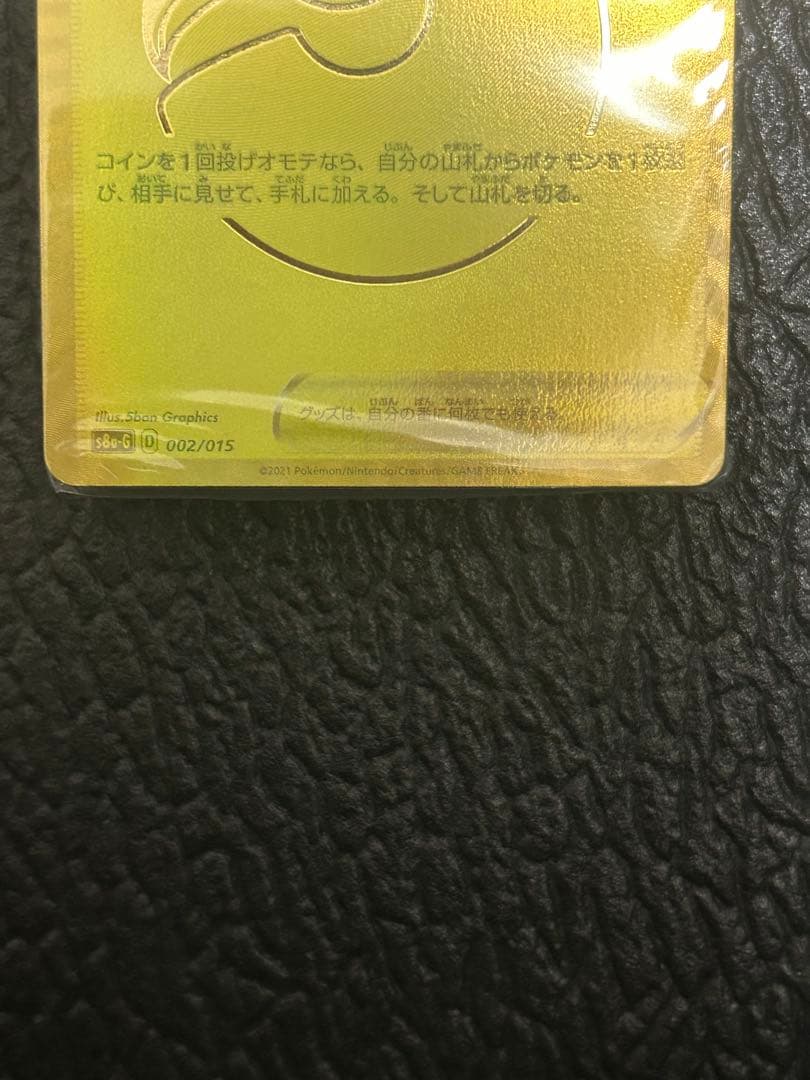 コインを1回投げオモテなら、自分の山札からポケモンを1枚選
び、相手に見せて、手札に加える。そして山札を切る。
グッズは、自分の番に何枚でも使える。
Illus.5ban Graphics
s8a-G D 002/015
©2021 Pokémon/Nintendo/Creatures/GAME FREAK